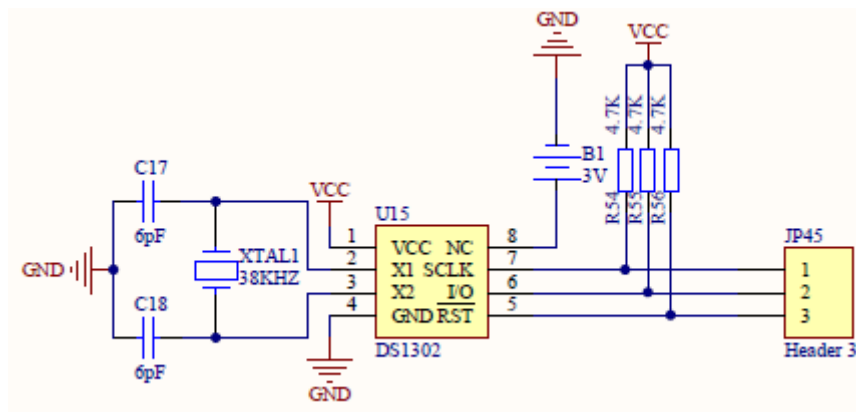 GND
VCC
4.7K
4.7K
4.7K
C17
B1
3V
R54
R55
R56
VCC
U15
6pF
JP45
1
VCC NC
8
GND
XTAL1
38KHZ
2
X1 SCLK
7
1
3
X2 I/O
6
2
4
GND RST
5
3
C18
DS1302
Header 3
6pF
GND